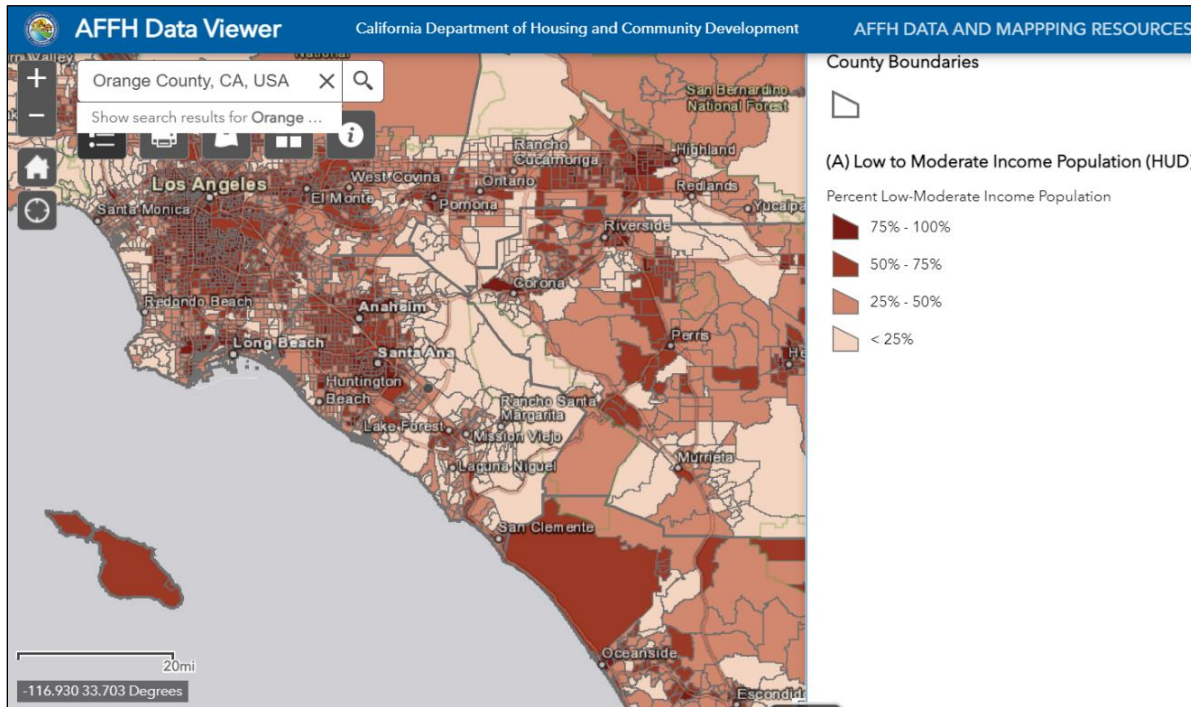 AFFH Data Viewer
California Department of Housing and Community Development
AFFH DATA AND MAPPPING RESOURCES
Orange County, CA, USA
Show search results for Orange ...
County Boundaries
(A) Low to Moderate Income Population (HUD)
Percent Low-Moderate Income Population
75% - 100%
50% - 75%
25% - 50%
< 25%
San Bernardino
National Forest
Rancho
Cucamonga
Highland
Los Angeles
West Covina
Ontario
Redlands
El Monte
Pomona
Santa Monica
Yucaipa
Riverside
Corona
Redondo Beach
Anaheim
Long Beach
Santa Ana
Perris
Huntington
Beach
Rancho Santa
Margarita
Lake Forest
Mission Viejo
Laguna Niguel
Murrieta
San Clemente
Oceanside
20mi
-116.930 33.703 Degrees